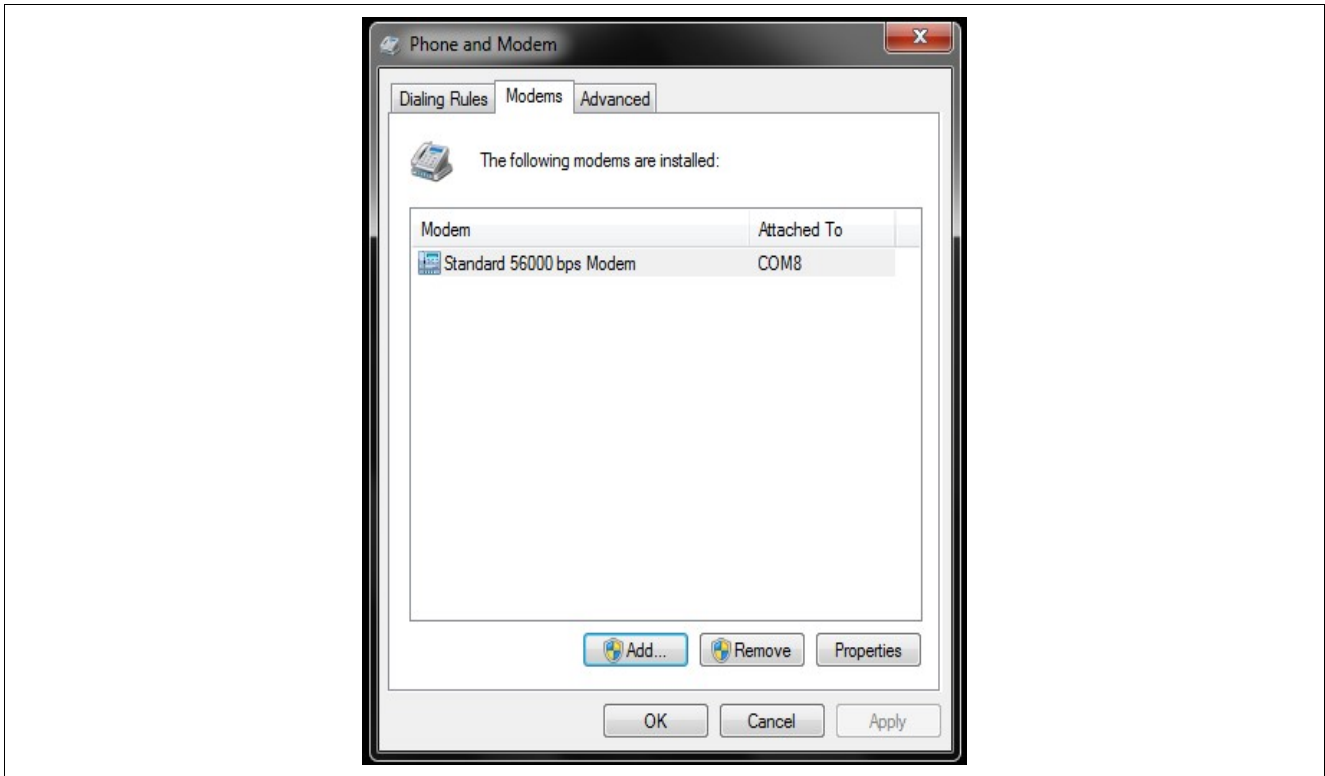 Phone and Modem
Dialing Rules Modems Advanced
The following modems are installed:
Modem Attached To
Standard 56000 bps Modem COM8
Add... Remove Properties
OK Cancel Apply